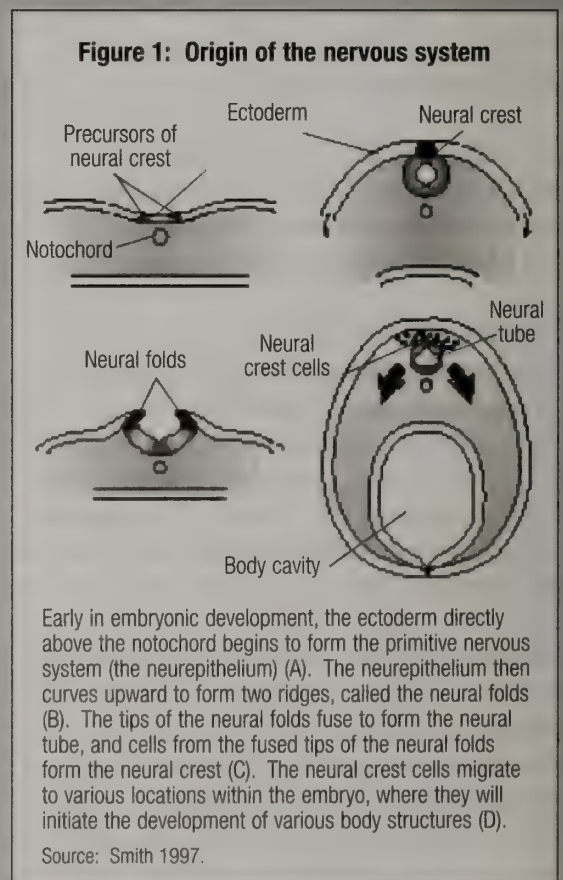 Figure 1: Origin of the nervous system
Precursors of
neural crest
Notochord
Ectoderm
Neural crest
Neural folds
Neural
crest cells
Neural
tube
Body cavity
Early in embryonic development, the ectoderm directly
above the notochord begins to form the primitive nervous
system (the neurepithelium) (A). The neurepithelium then
curves upward to form two ridges, called the neural folds
(B). The tips of the neural folds fuse to form the neural
tube, and cells from the fused tips of the neural folds
form the neural crest (C). The neural crest cells migrate
to various locations within the embryo, where they will
initiate the development of various body structures (D).
Source: Smith 1997.